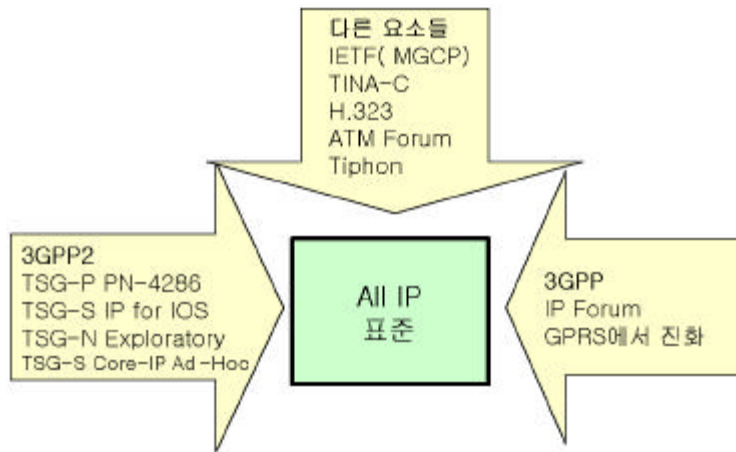 다른 요소들
IETF( MGCP)
TINA-C
H.323
ATM Forum
Tiphon
3GPP2
TSG-P PN-4286
TSG-S IP for IOS
TSG-N Exploratory
TSG-S Core-IP Ad-Hoc
All IP
표준
3GPP
IP Forum
GPRS에서 진화